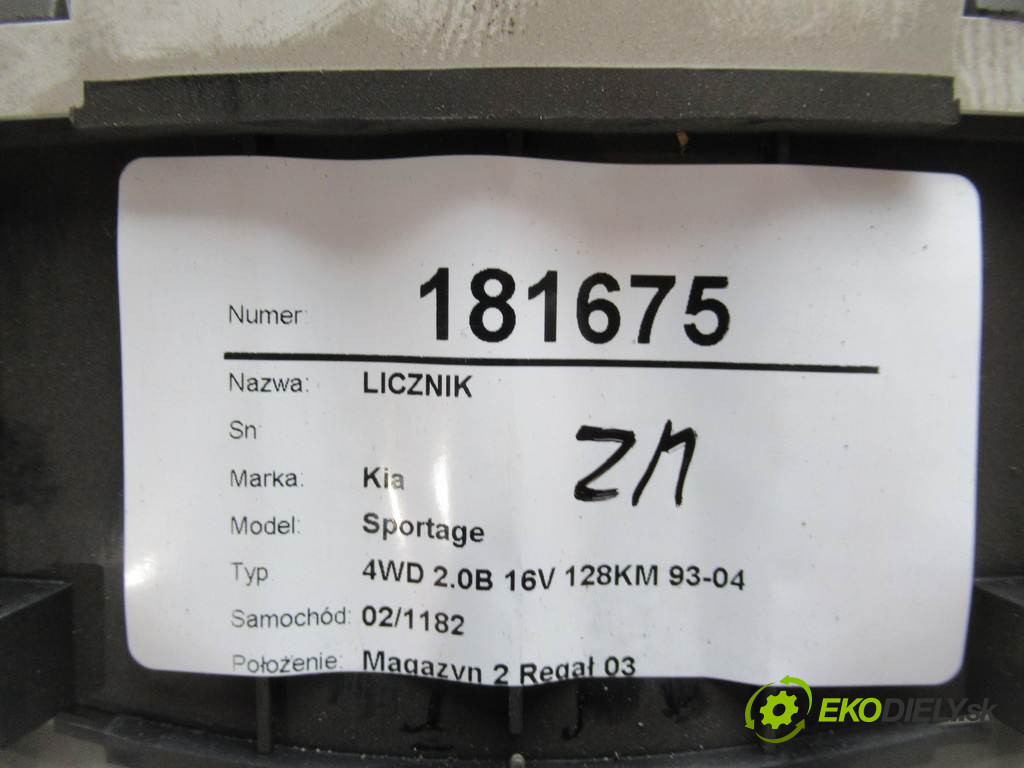 Numer: 181675
Nazwa: LICZNIK
Sn
Marka: Kia
Model: Sportage
Typ 4WD 2.0B 16V 128KM 93-04
Samochód: 02/1182
Położenie: Magazyn 2 Regał 03
EKODIELY.sk